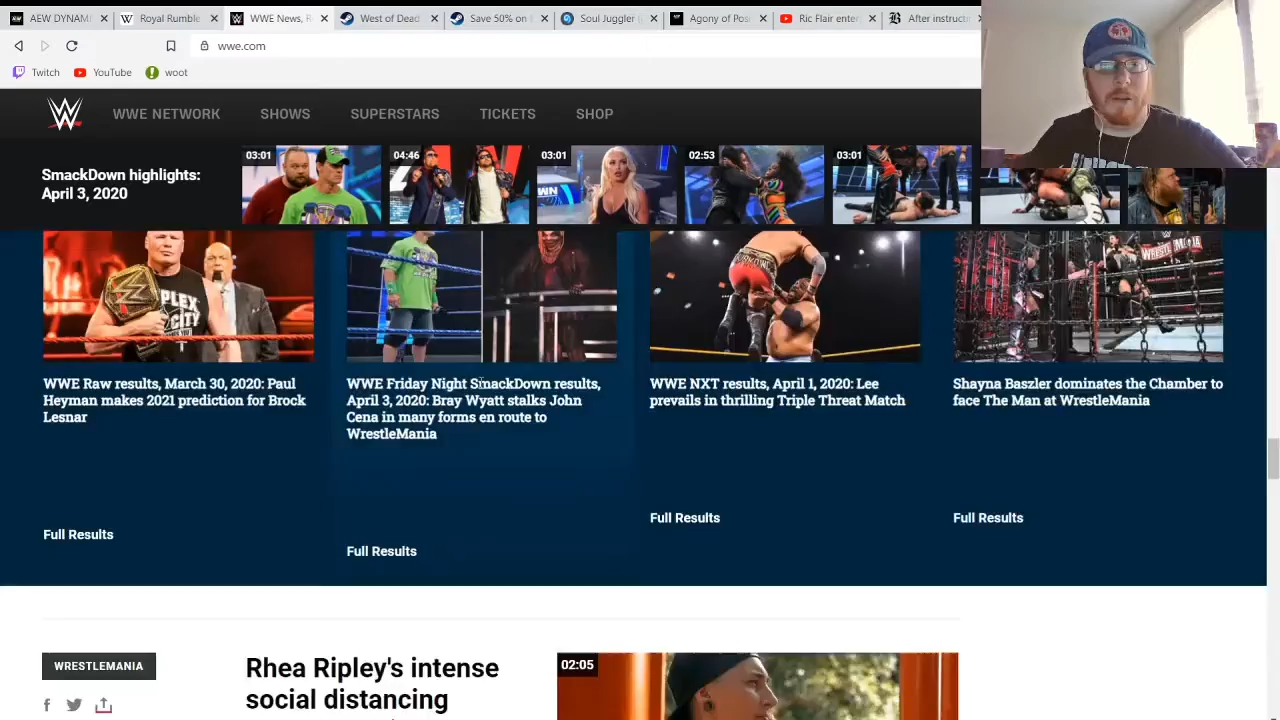 AEW DYNAM
Royal Rumble
WWE News, R
West of Dead
Save 50% on
Soul Juggler
Agony of Pos
Ric Flair ente
After instruc
wwe.com
Twitch
YouTube
woot
WWE NETWORK
SHOWS
SUPERSTARS
TICKETS
SHOP
SmackDown highlights:
April 3, 2020
03:01
04:46
03:01
02:53
03:01
WWE Raw results, March 30, 2020: Paul
Heyman makes 2021 prediction for Brock
Lesnar
Full Results
WWE Friday Night SmackDown results,
April 3, 2020: Bray Wyatt stalks John
Cena in many forms en route to
WrestleMania
Full Results
WWE NXT results, April 1, 2020: Lee
prevails in thrilling Triple Threat Match
Full Results
Shayna Baszler dominates the Chamber to
face The Man at WrestleMania
Full Results
WRESTLEMANIA
Rhea Ripley's intense
social distancing
02:05